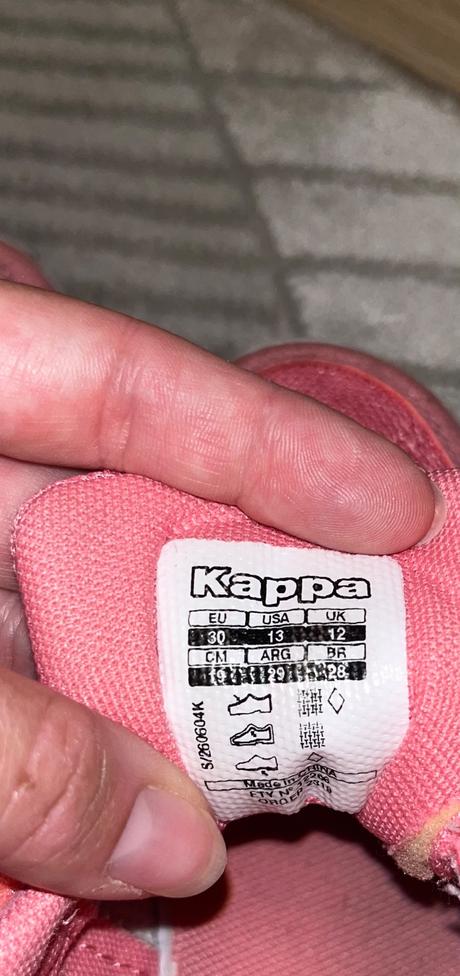 Kappa
EU USA UK
30 13 12
CM ARG BR
19 29 28
S/260604K
Made in CHINA